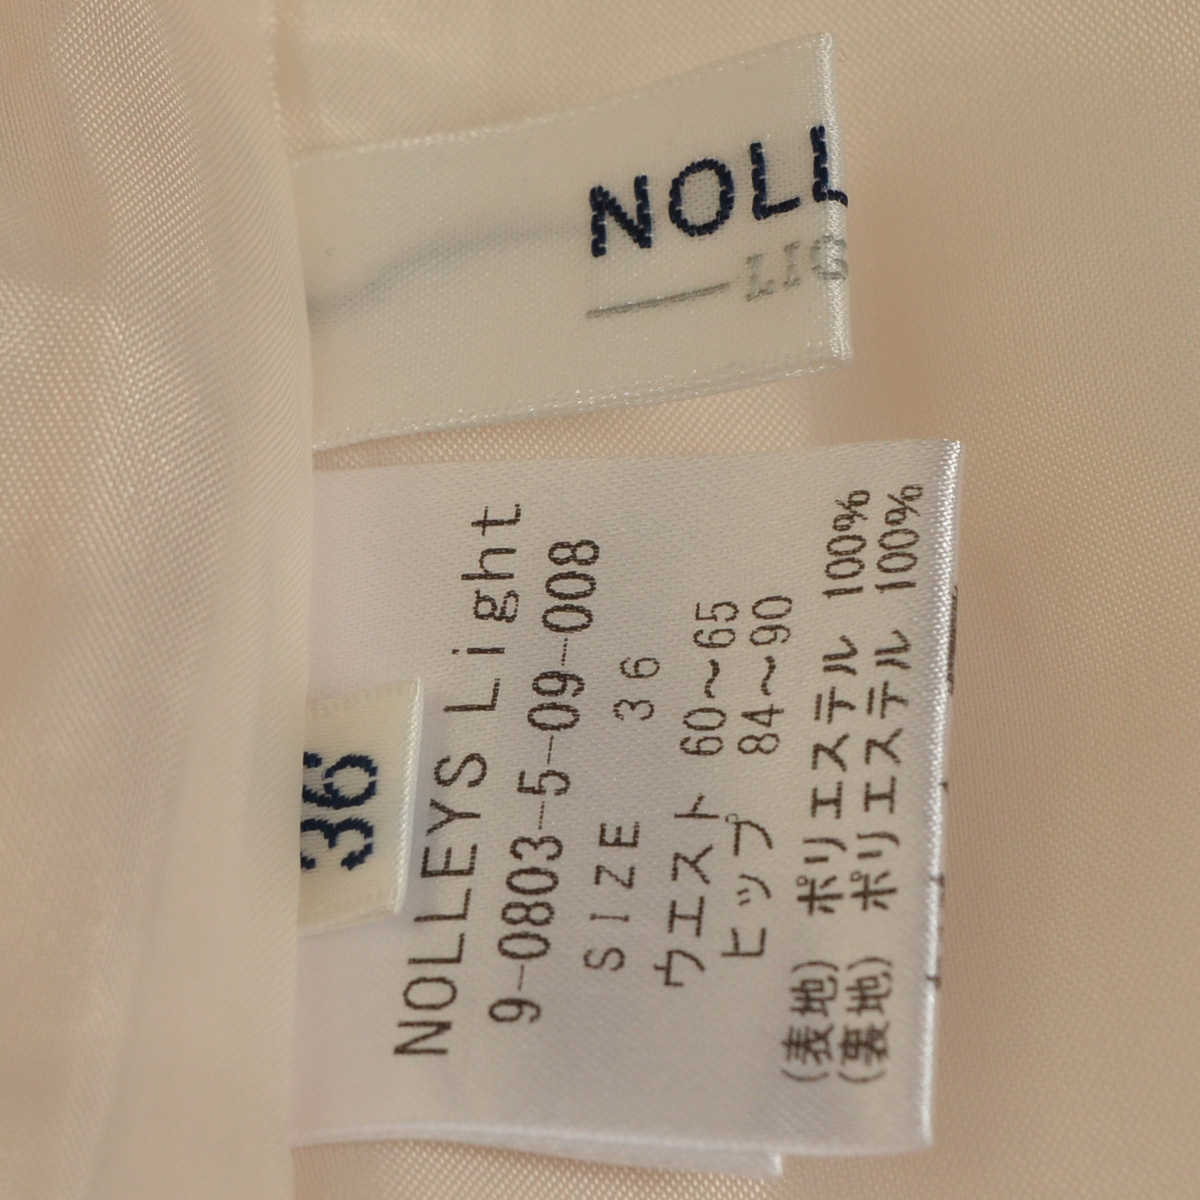 NOLL
LIG
36
NOLLEYS Light
9-0803-5-09-008
SIZE 36
ウエスト 60～65
ヒップ 84～90
(表地) ポリエステル 100%
(裏地) ポリエステル 100%